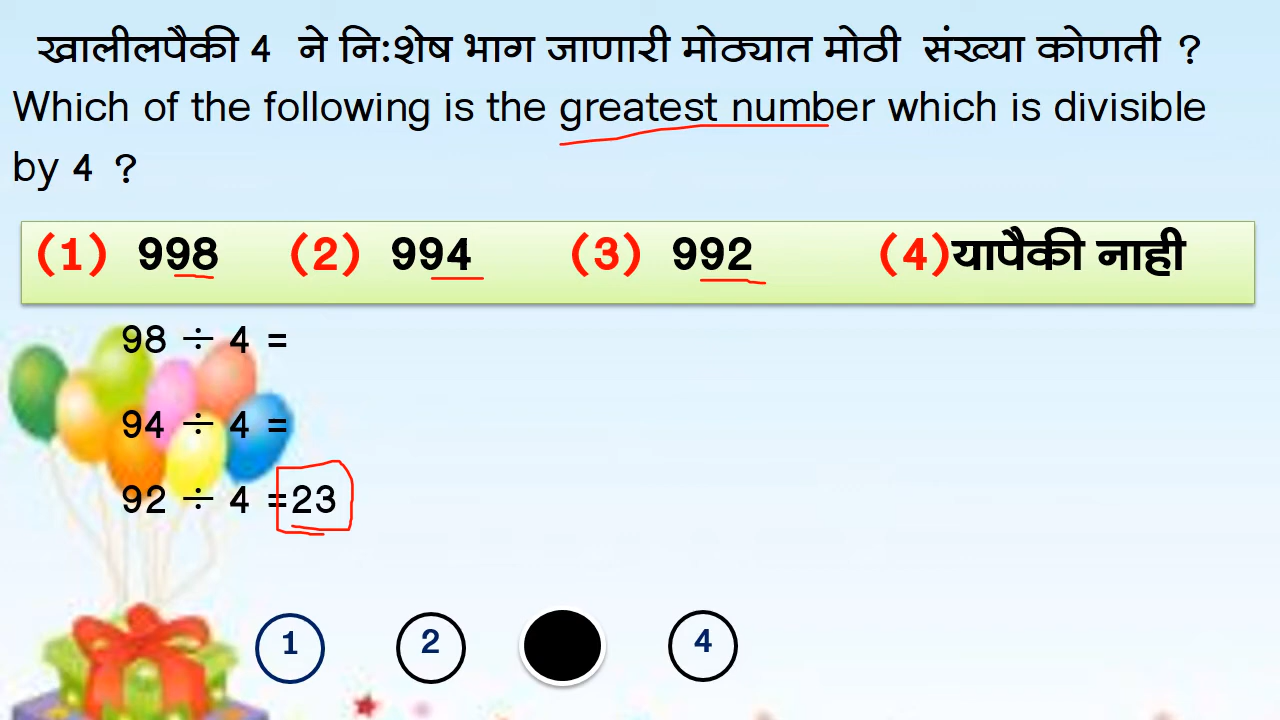 खालीलपैकी 4 ने नि:शेष भाग जाणारी मोठ्यात मोठी संख्या कोणती ?
Which of the following is the greatest number which is divisible
by 4 ?
(1) 998 (2) 994 (3) 992 (4)यापैकी नाही
98 ÷ 4 =
94 ÷ 4 =
92 ÷ 4 =23
1 2 4